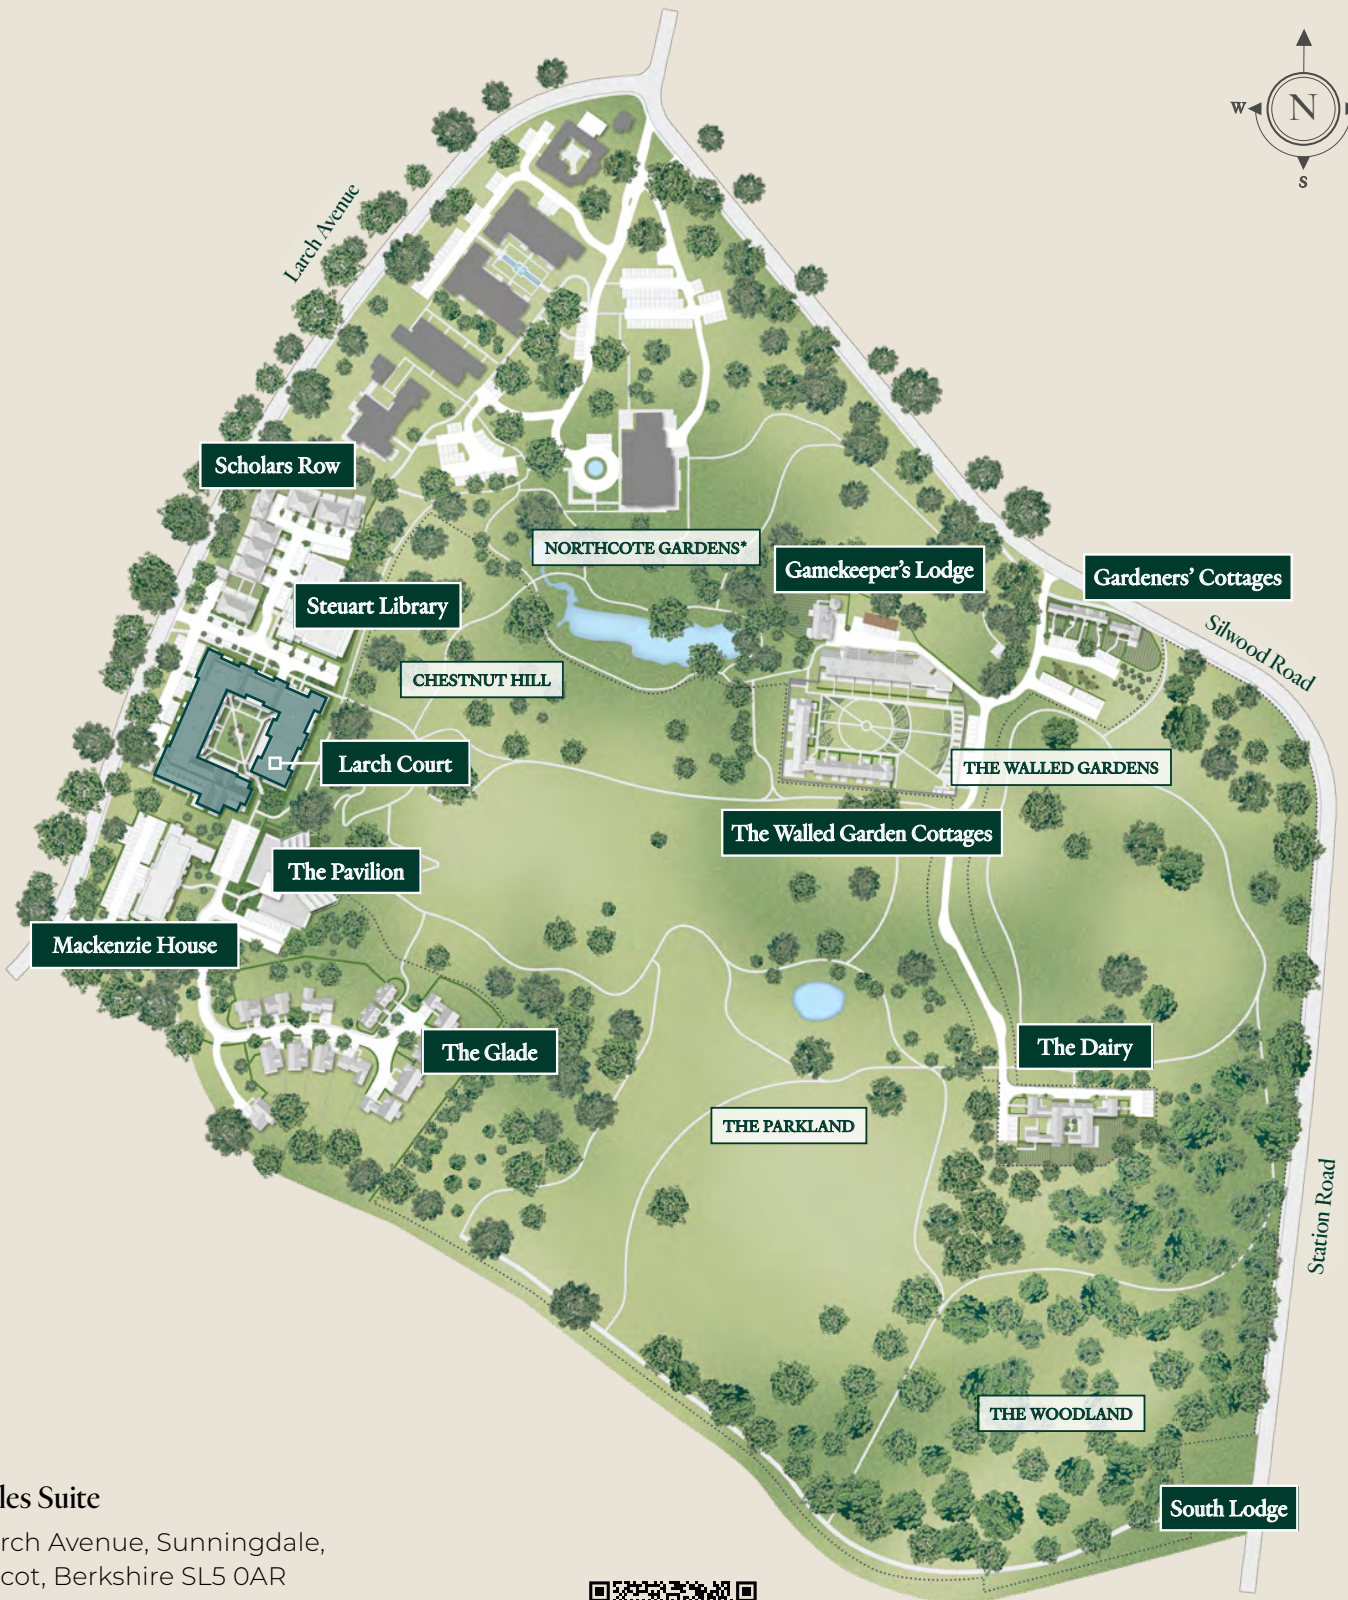 N
W
S
Larch Avenue
Scholars Row
NORTHCOTE GARDENS*
Gamekeeper's Lodge
Gardeners' Cottages
Steuart Library
Silwood Road
CHESTNUT HILL
Larch Court
THE WALLED GARDENS
The Walled Garden Cottages
The Pavilion
Mackenzie House
The Glade
The Dairy
THE PARKLAND
Station Road
THE WOODLAND
South Lodge
les Suite
rch Avenue, Sunningdale,
cot, Berkshire SL5 0AR